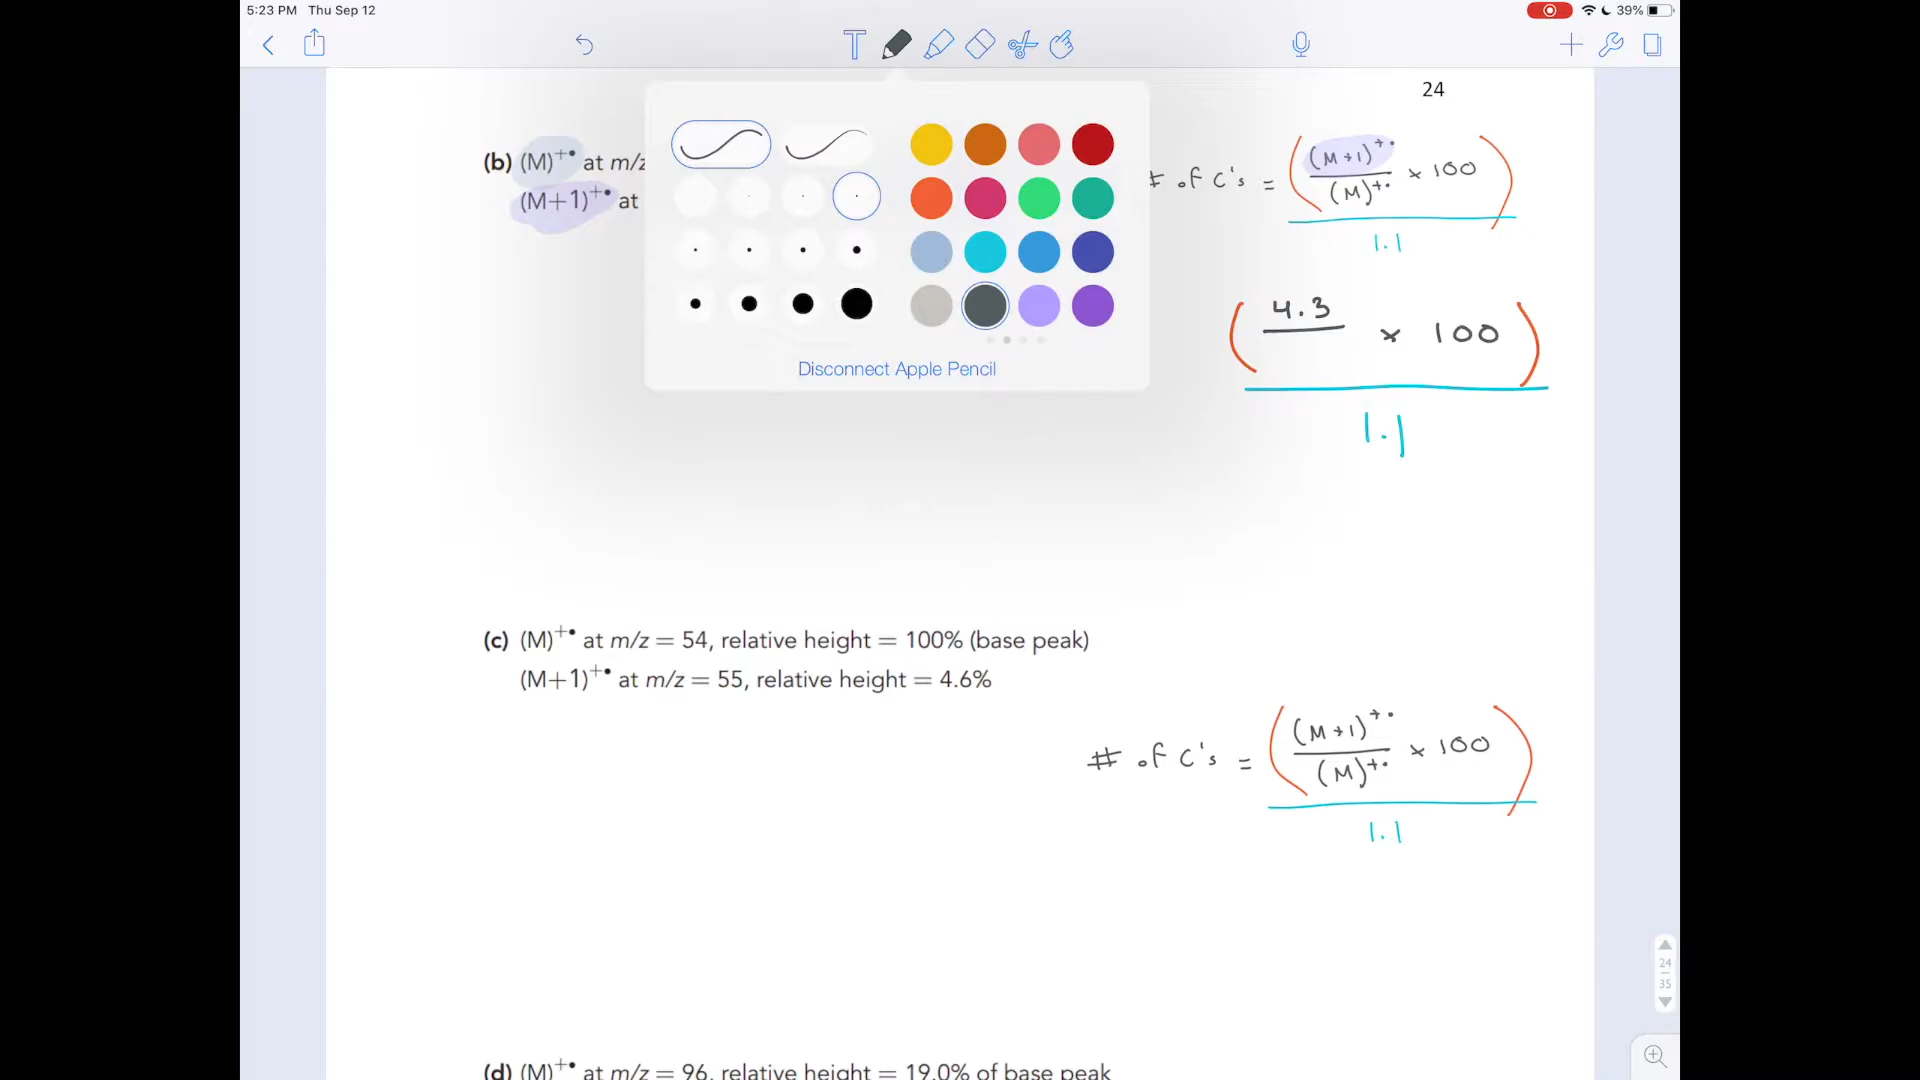 5:23 PM Thu Sep 12
39%
T
24
(b) (M)+• at m/z
(M+1)+• at
# of C's = ( (M+1)+• / (M)+• × 100 )
1.1
( 4.3 × 100 )
1.1
Disconnect Apple Pencil
(c) (M)+• at m/z = 54, relative height = 100% (base peak)
(M+1)+• at m/z = 55, relative height = 4.6%
# of C's = ( (M+1)+• / (M)+• × 100 )
1.1
24
35
(d) (M)+• at m/z = 96, relative height = 19.0% of base peak